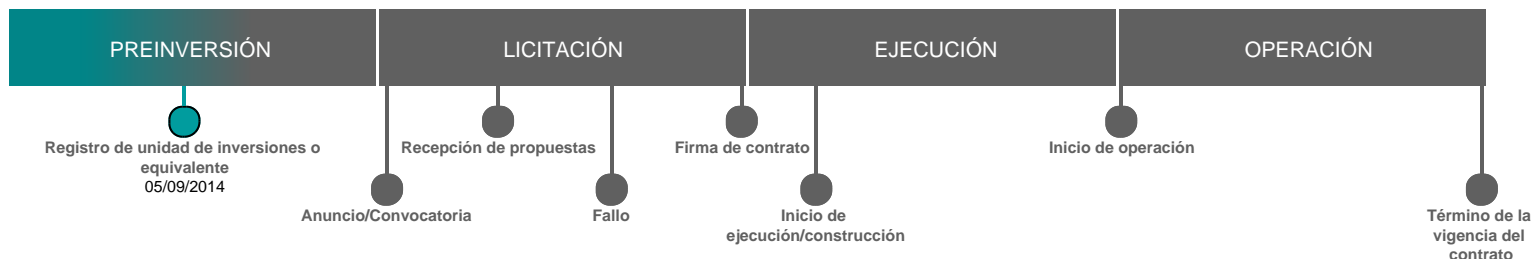 PREINVERSIÓN
LICITACIÓN
EJECUCIÓN
OPERACIÓN
Registro de unidad de inversiones o
equivalente
05/09/2014
Anuncio/Convocatoria
Recepción de propuestas
Fallo
Firma de contrato
Inicio de
ejecución/construcción
Inicio de operación
Término de la
vigencia del
contrato